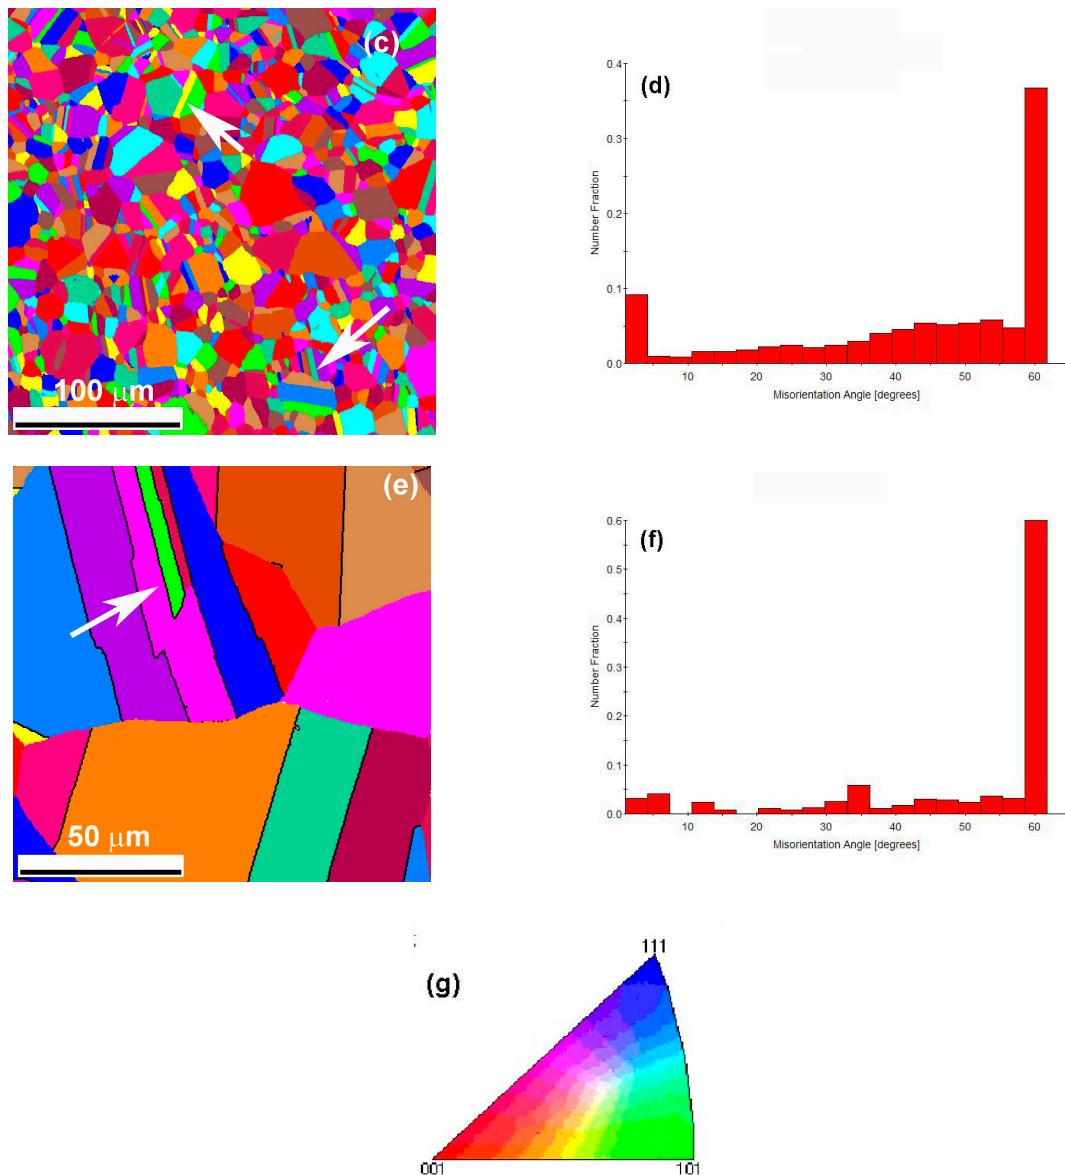 (c)
100 μm
(d)
0.4
0.3
0.2
0.1
0.0
Number Fraction
10 20 30 40 50 60
Misorientation Angle [degrees]
(e)
50 μm
(f)
0.6
0.5
0.4
0.3
0.2
0.1
0.0
Number Fraction
10 20 30 40 50 60
Misorientation Angle [degrees]
(g)
111
001 101